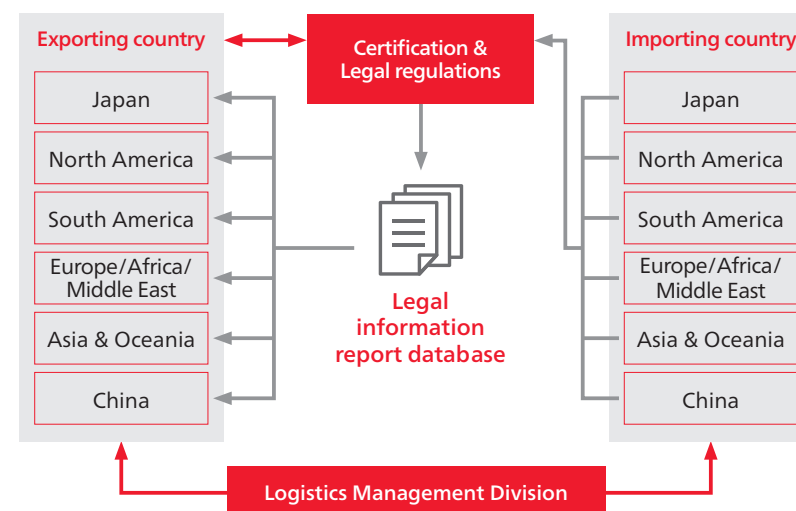 Exporting country
Japan
North America
South America
Europe/Africa/
Middle East
Asia & Oceania
China
Certification &
Legal regulations
Legal
information
report database
Importing country
Japan
North America
South America
Europe/Africa/
Middle East
Asia & Oceania
China
Logistics Management Division